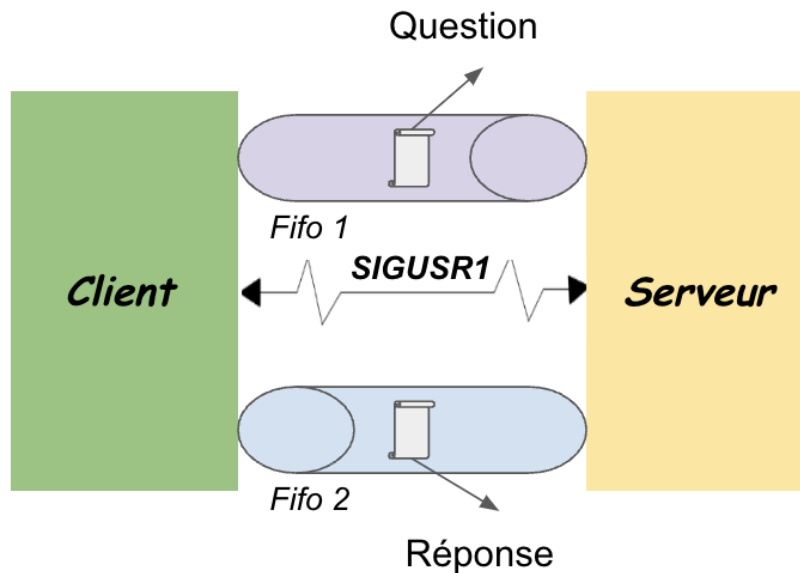 Question
Fifo 1
SIGUSR1
Client
Serveur
Fifo 2
Réponse